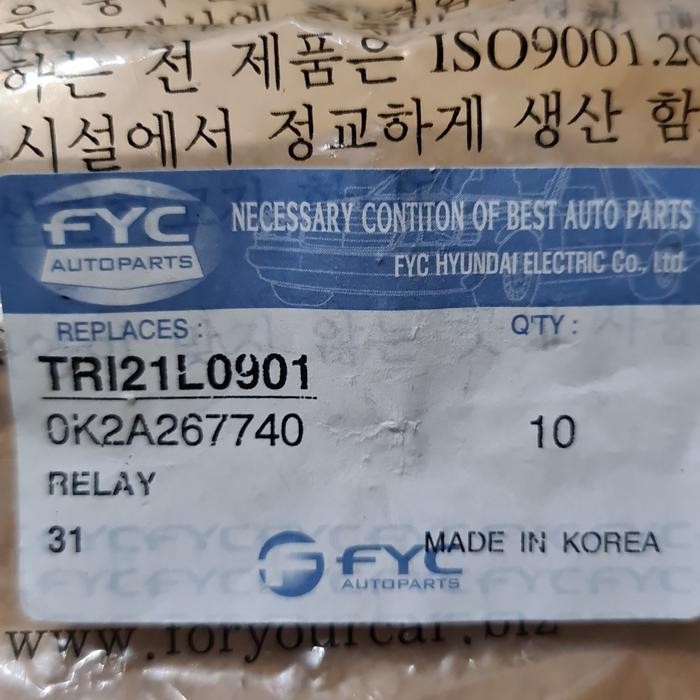 하는 전 제품은 ISO9001.20
시설에서 정교하게 생산 함
FYC
AUTOPARTS
NECESSARY CONTITON OF BEST AUTO PARTS
FYC HYUNDAI ELECTRIC Co., Ltd.
REPLACES :
Q'TY :
TRI21L0901
0K2A267740
10
RELAY
31
MADE IN KOREA
FYC
AUTOPARTS
www.foryourcar.biz